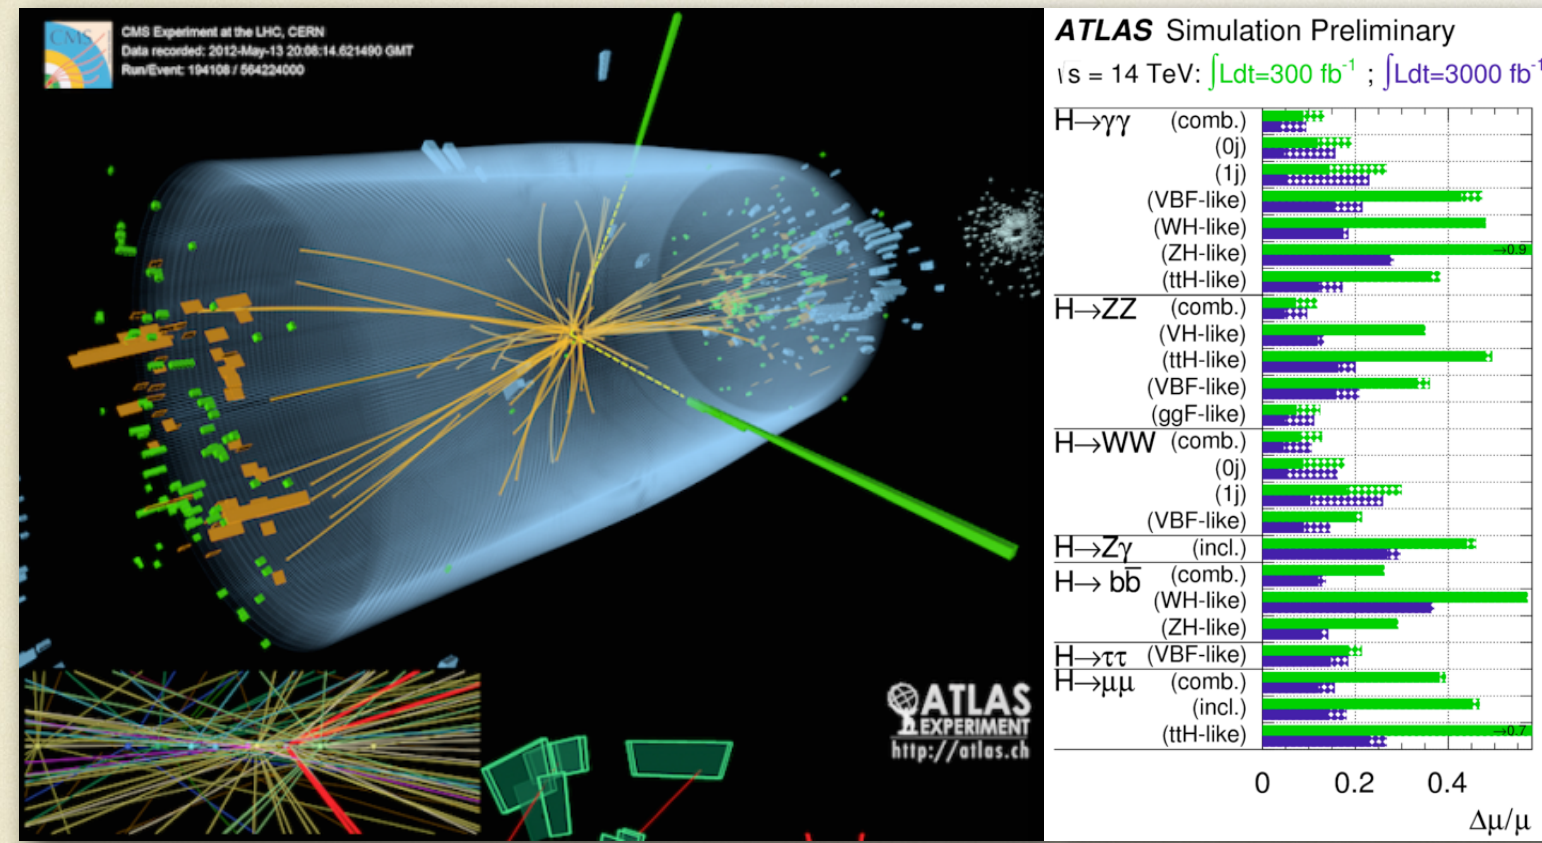 CMS
CMS Experiment at the LHC, CERN
Data recorded: 2012-May-13 20:08:14.621490 GMT
Run/Event: 194108 / 564224000
ATLAS
EXPERIMENT
http://atlas.ch
ATLAS Simulation Preliminary
√s = 14 TeV: ∫Ldt=300 fb⁻¹ ; ∫Ldt=3000 fb⁻¹
H→γγ (comb.)
(0j)
(1j)
(VBF-like)
(WH-like)
(ZH-like) →0.9
(ttH-like)
H→ZZ (comb.)
(VH-like)
(ttH-like)
(VBF-like)
(ggF-like)
H→WW (comb.)
(0j)
(1j)
(VBF-like)
H→Zγ (incl.)
H→ bb̅ (comb.)
(WH-like)
(ZH-like)
H→ττ (VBF-like)
H→μμ (comb.)
(incl.)
(ttH-like) →0.7
0 0.2 0.4
Δμ/μ